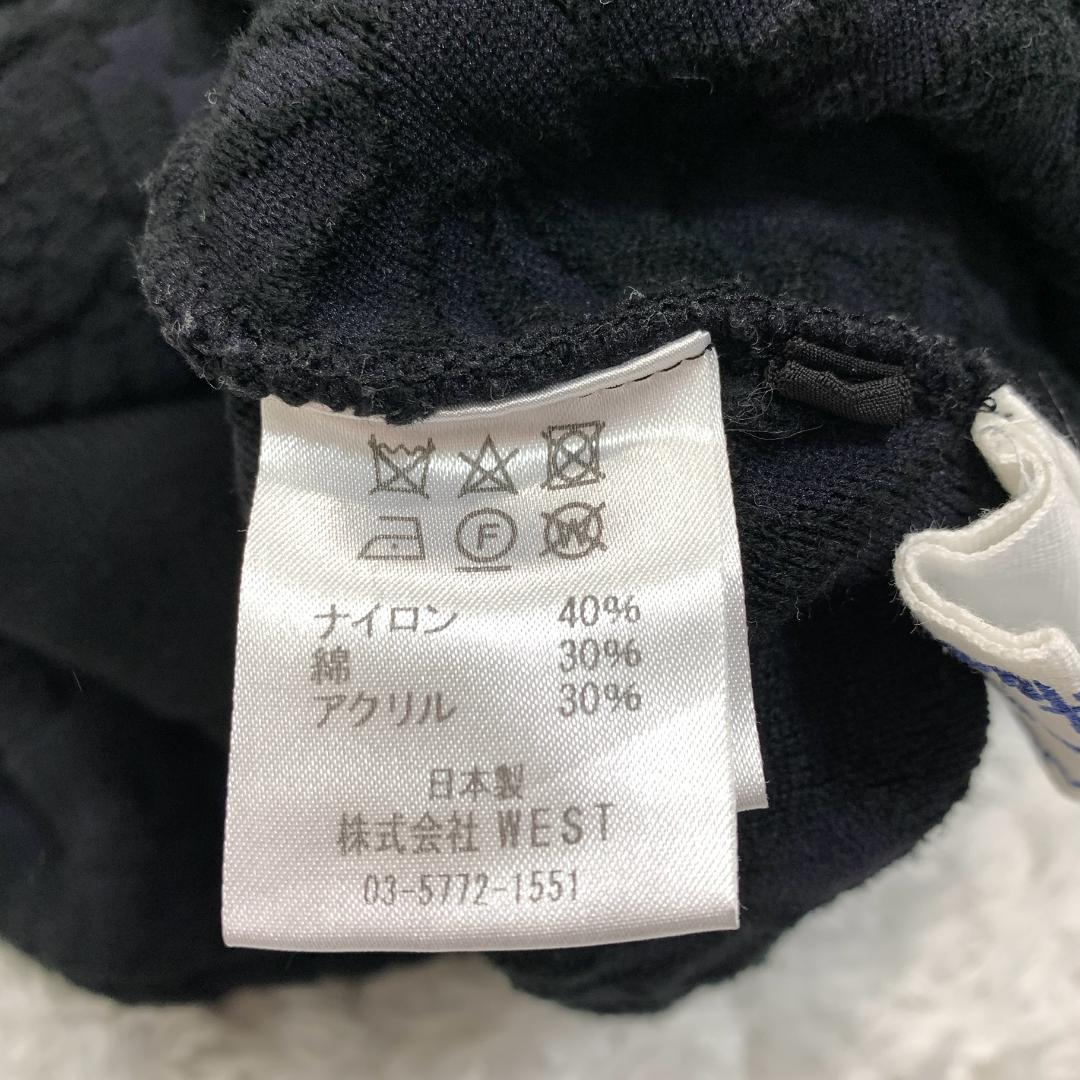 F W
ナイロン 40%
綿 30%
アクリル 30%
日本製
株式会社 WEST
03-5772-1551